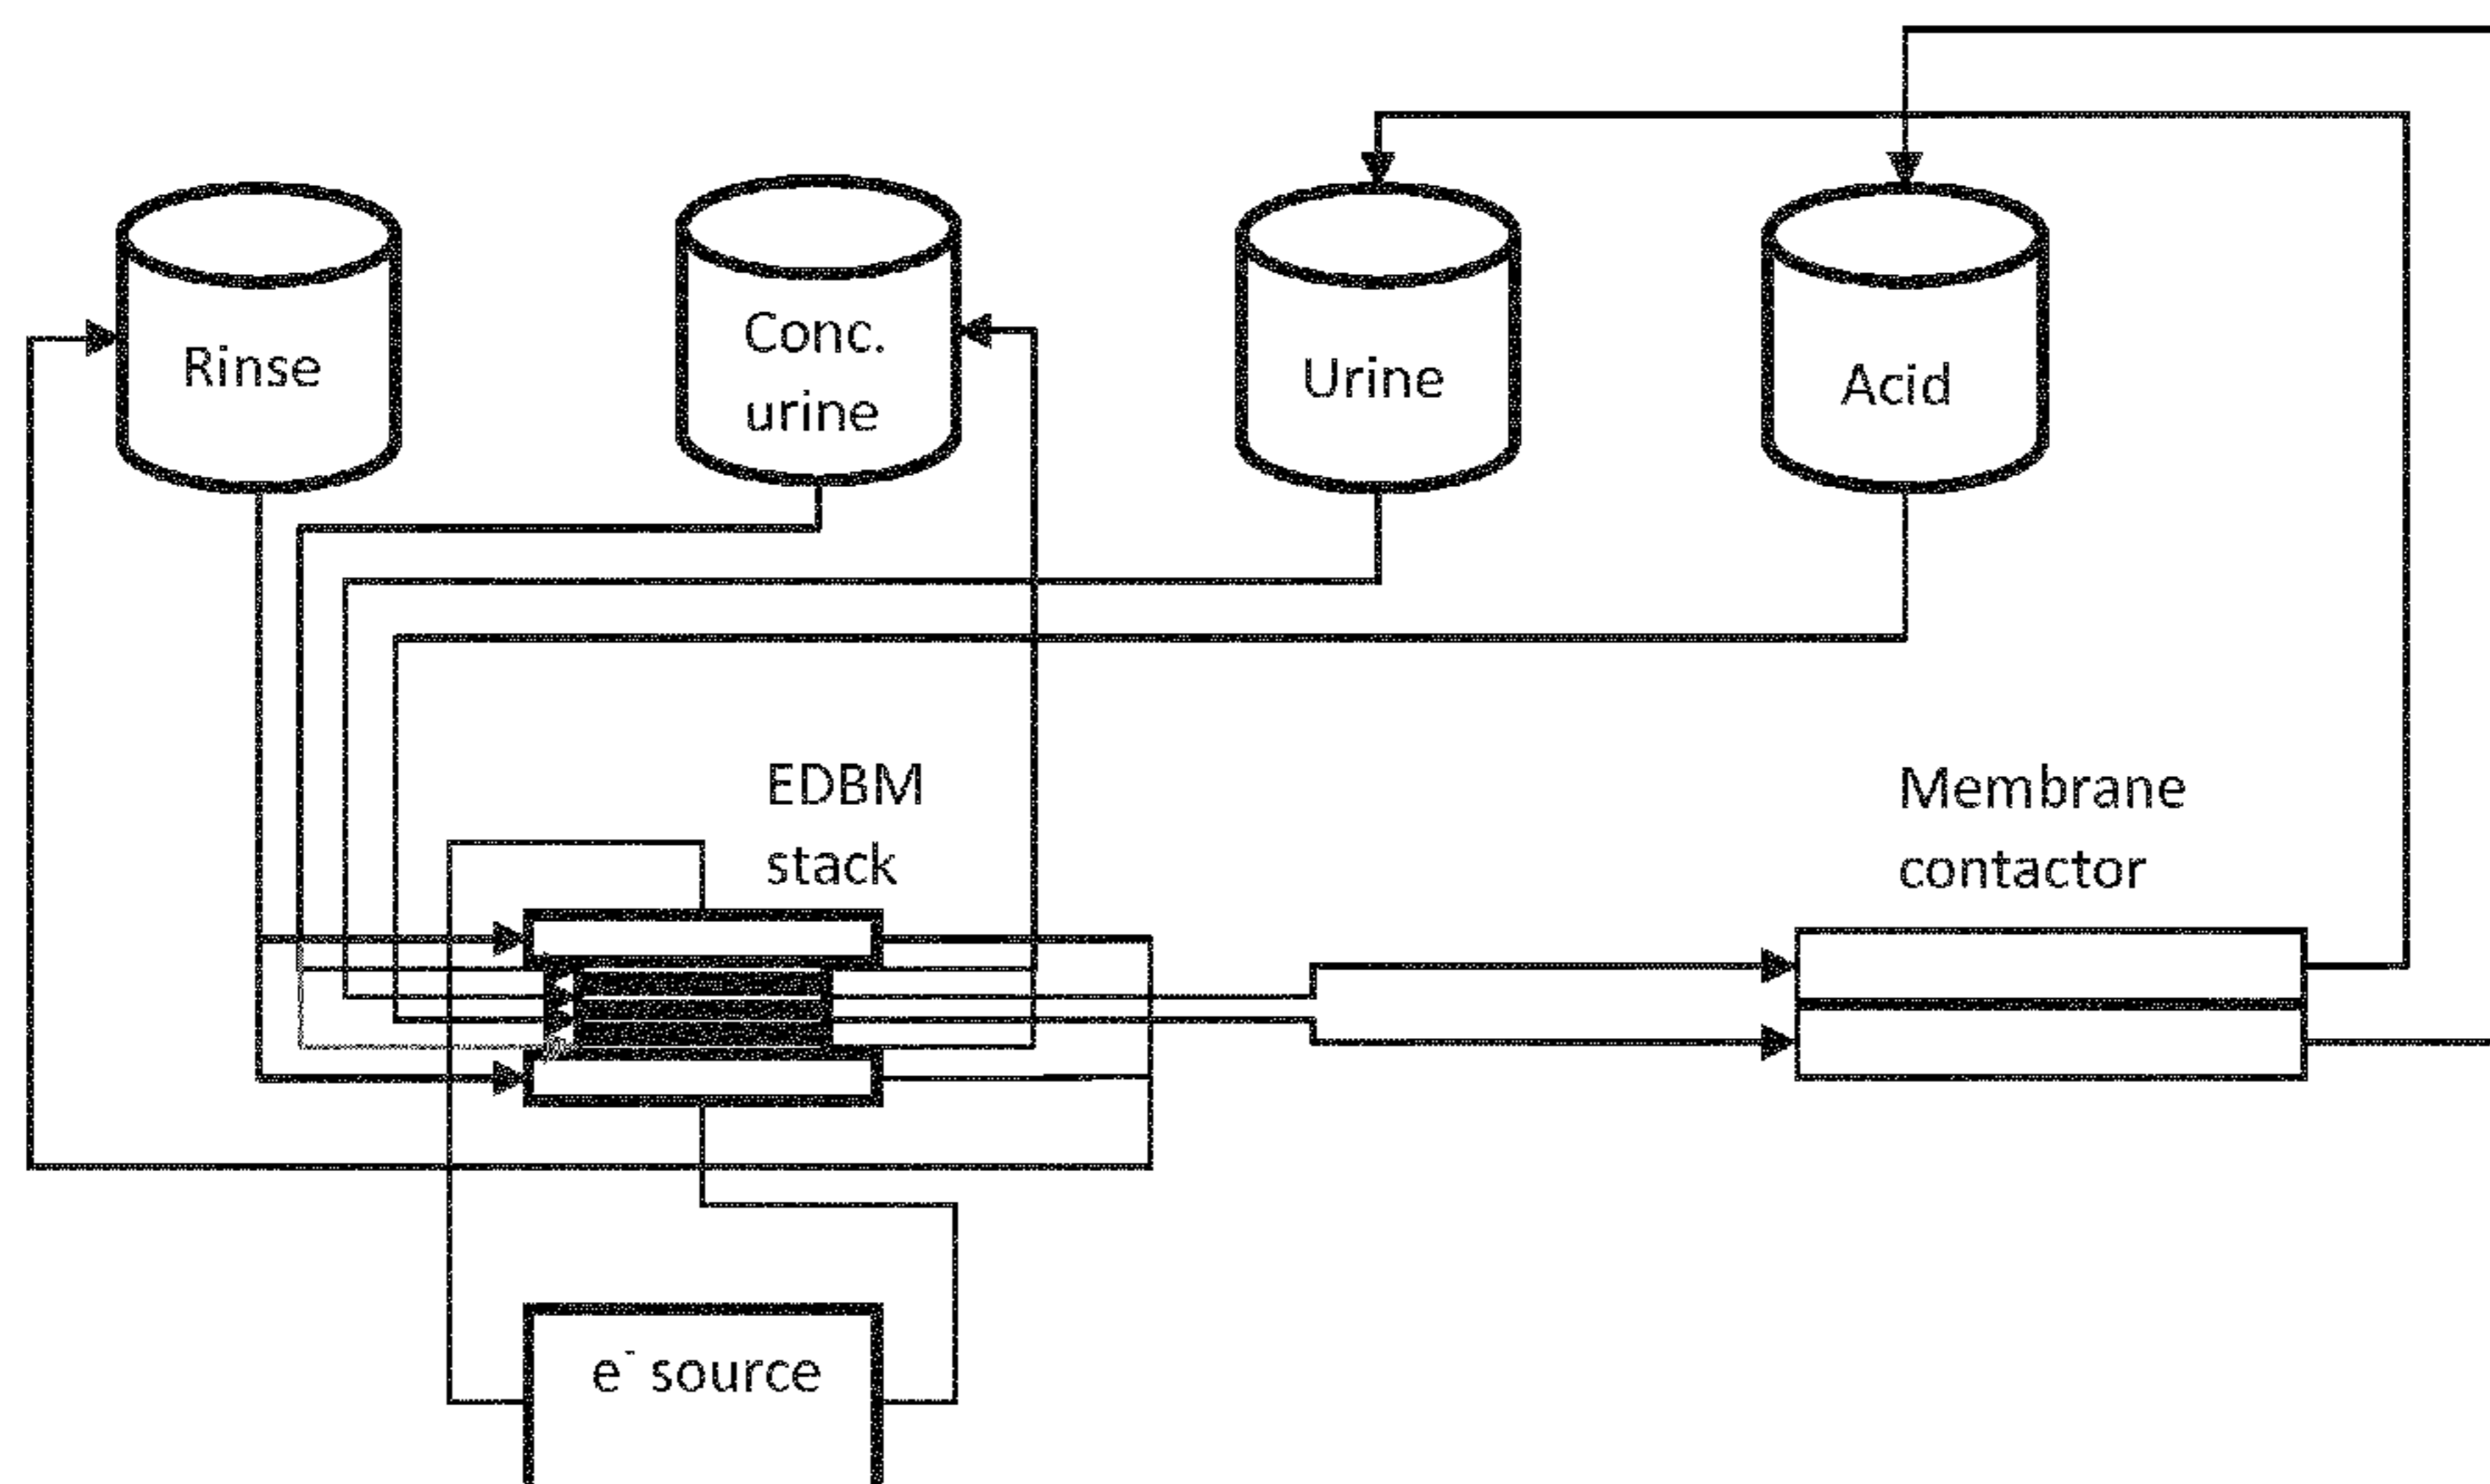 Rinse
Conc.
urine
Urine
Acid
EDBM
stack
Membrane
contactor
e⁻ source